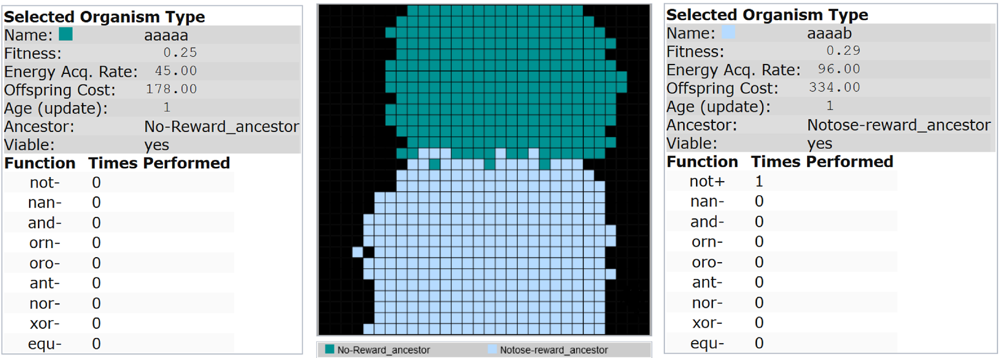 Selected Organism Type
Name: aaaaa
Fitness: 0.25
Energy Acq. Rate: 45.00
Offspring Cost: 178.00
Age (update): 1
Ancestor: No-Reward_ancestor
Viable: yes
Function Times Performed
not- 0
nan- 0
and- 0
orn- 0
oro- 0
ant- 0
nor- 0
xor- 0
equ- 0
No-Reward_ancestor Notose-reward_ancestor
Selected Organism Type
Name: aaaab
Fitness: 0.29
Energy Acq. Rate: 96.00
Offspring Cost: 334.00
Age (update): 1
Ancestor: Notose-reward_ancestor
Viable: yes
Function Times Performed
not+ 1
nan- 0
and- 0
orn- 0
oro- 0
ant- 0
nor- 0
xor- 0
equ- 0